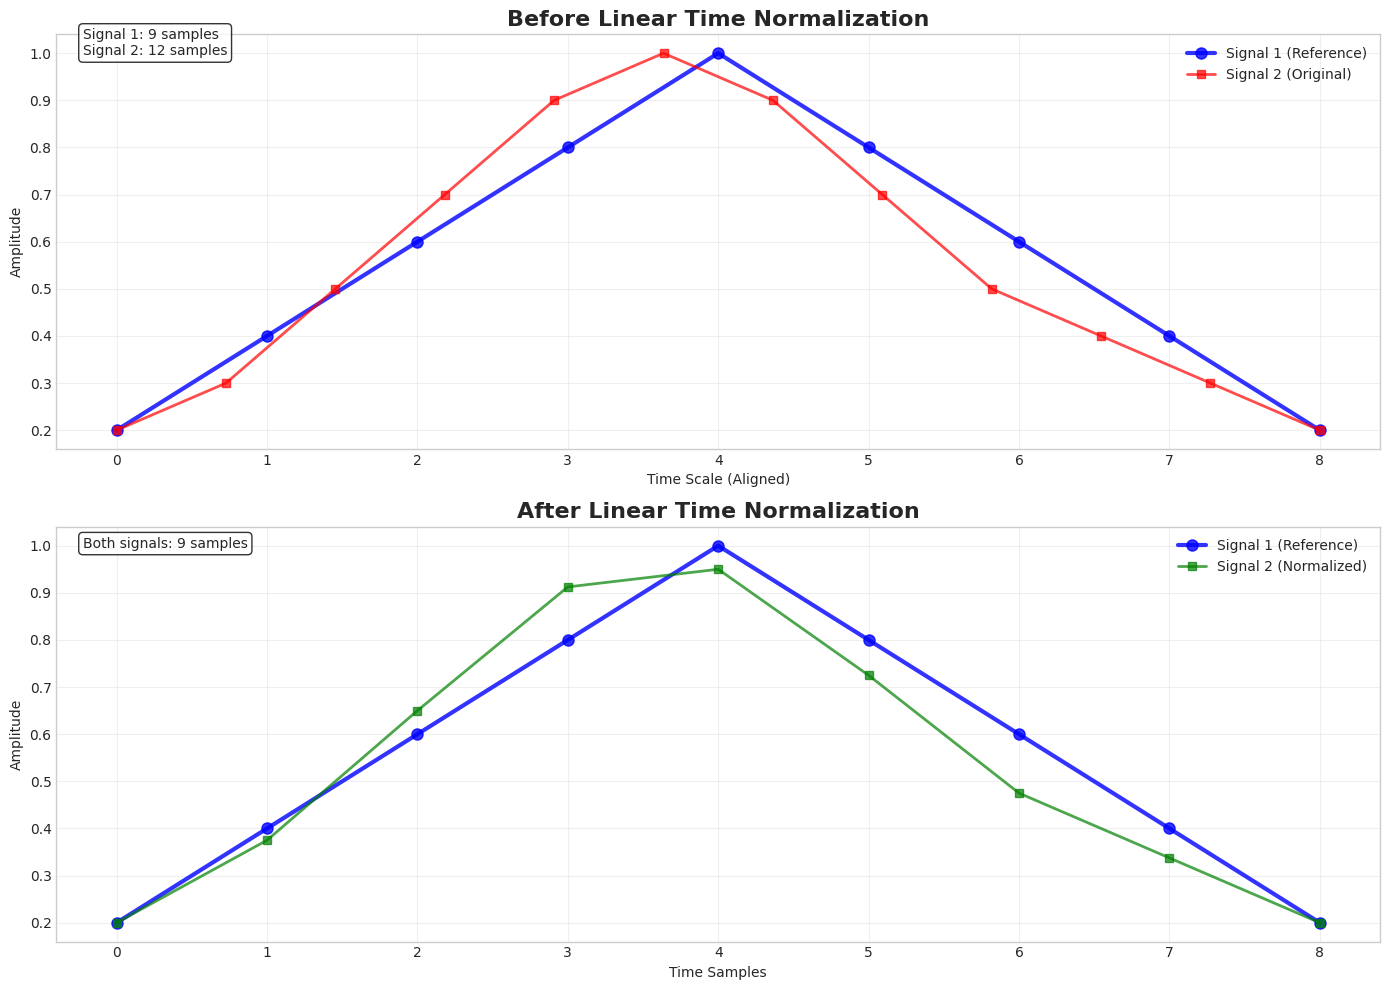 Before Linear Time Normalization
Signal 1: 9 samples
Signal 2: 12 samples
Signal 1 (Reference)
Signal 2 (Original)
Amplitude
1.0
0.9
0.8
0.7
0.6
0.5
0.4
0.3
0.2
0 1 2 3 4 5 6 7 8
Time Scale (Aligned)
After Linear Time Normalization
Both signals: 9 samples
Signal 1 (Reference)
Signal 2 (Normalized)
Amplitude
1.0
0.9
0.8
0.7
0.6
0.5
0.4
0.3
0.2
0 1 2 3 4 5 6 7 8
Time Samples